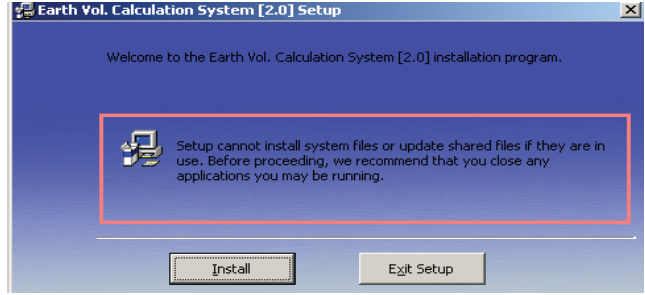 Earth Vol. Calculation System [2.0] Setup
Welcome to the Earth Vol. Calculation System [2.0] installation program.
Setup cannot install system files or update shared files if they are in
use. Before proceeding, we recommend that you close any
applications you may be running.
Install
Exit Setup